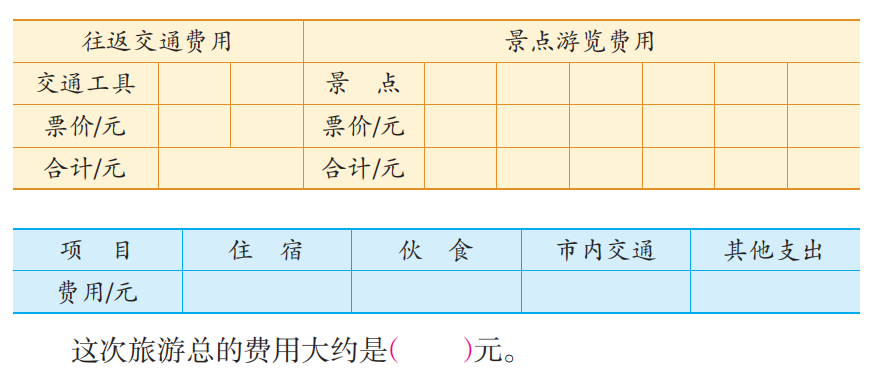 往返交通费用 景点游览费用
交通工具 景 点
票价/元 票价/元
合计/元 合计/元
项 目 住 宿 伙 食 市内交通 其他支出
费用/元
这次旅游总的费用大约是( )元。